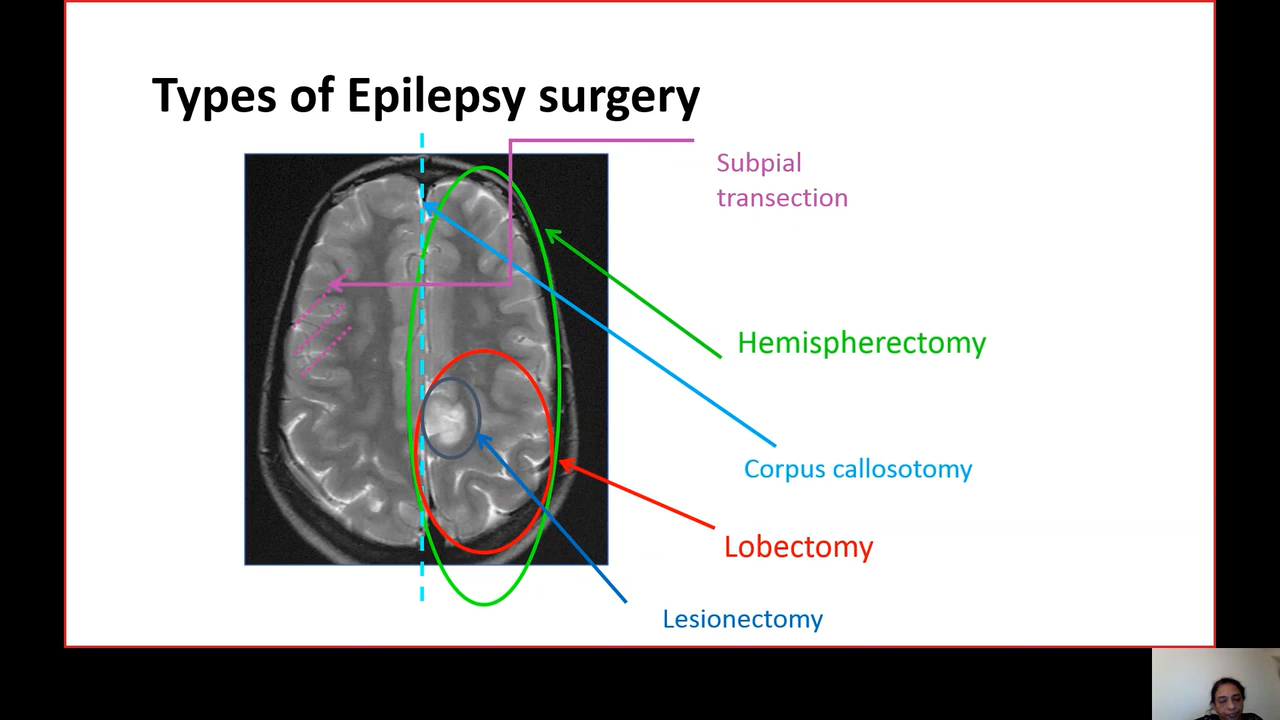 Types of Epilepsy surgery
Subpial
transection
Hemispherectomy
Corpus callosotomy
Lobectomy
Lesionectomy